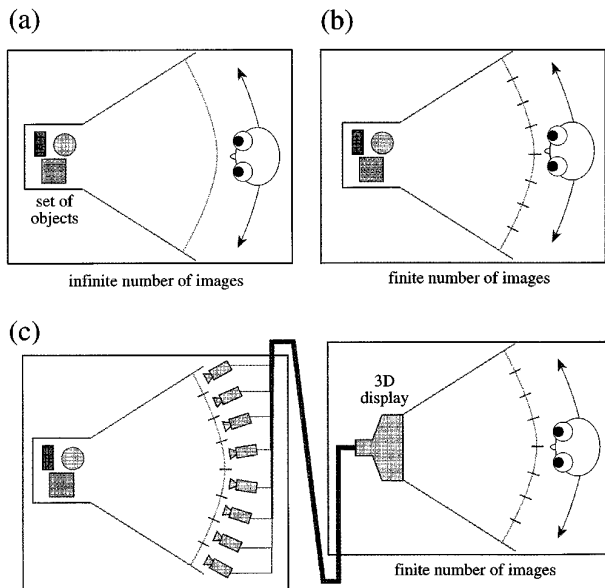 (a)
set of
objects
infinite number of images
(b)
finite number of images
(c)
3D
display
finite number of images